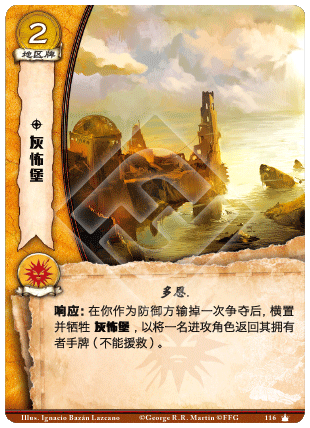 2
地区牌
灰怖堡
多恩.
响应: 在你作为防御方输掉一次争夺后, 横置
并牺牲 灰怖堡 , 以将一名进攻角色返回其拥有
者手牌 (不能援救) 。
Illus. Ignacio Bazán Lazcano ©George R.R. Martin ©FFG 116